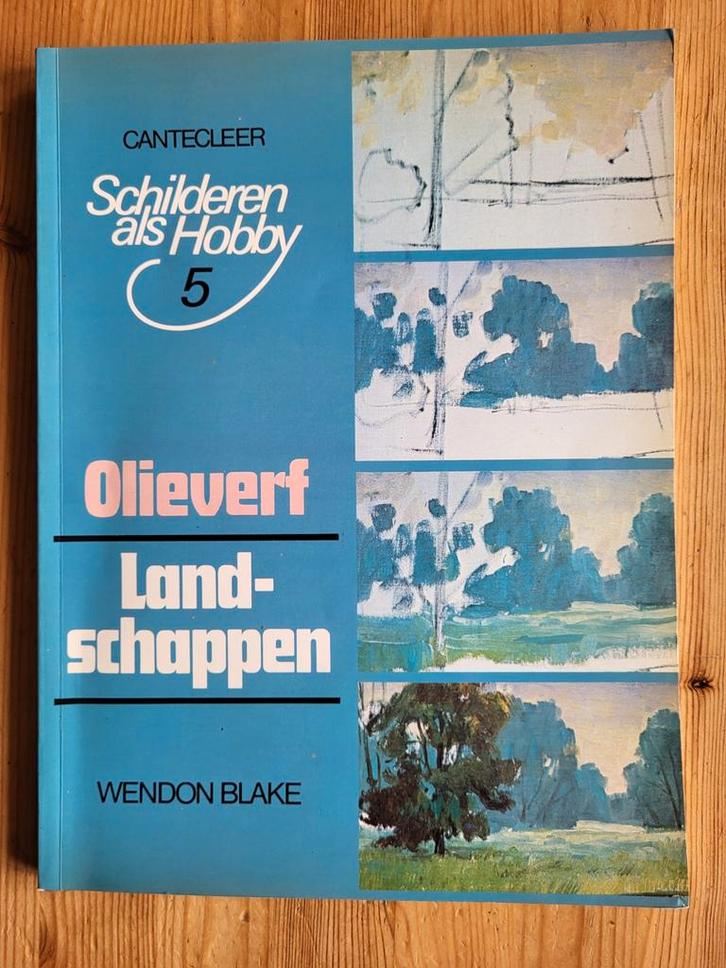 CANTECLEER
Schilderen
als Hobby
5
Olieverf
Land-
schappen
WENDON BLAKE